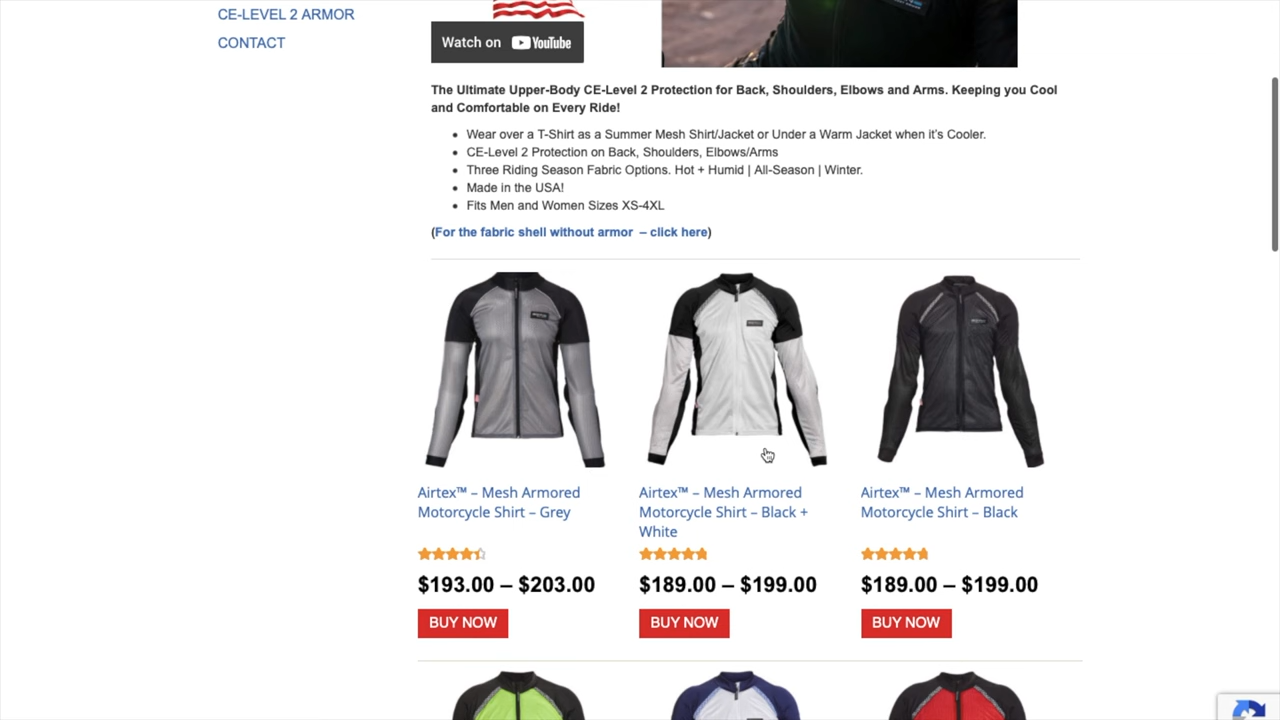 CE-LEVEL 2 ARMOR
CONTACT
Watch on YouTube
The Ultimate Upper-Body CE-Level 2 Protection for Back, Shoulders, Elbows and Arms. Keeping you Cool
and Comfortable on Every Ride!
• Wear over a T-Shirt as a Summer Mesh Shirt/Jacket or Under a Warm Jacket when it's Cooler.
• CE-Level 2 Protection on Back, Shoulders, Elbows/Arms
• Three Riding Season Fabric Options. Hot + Humid | All-Season | Winter.
• Made in the USA!
• Fits Men and Women Sizes XS-4XL
(For the fabric shell without armor – click here)
Airtex™ – Mesh Armored
Motorcycle Shirt – Grey
$193.00 – $203.00
BUY NOW
Airtex™ – Mesh Armored
Motorcycle Shirt – Black +
White
$189.00 – $199.00
BUY NOW
Airtex™ – Mesh Armored
Motorcycle Shirt – Black
$189.00 – $199.00
BUY NOW